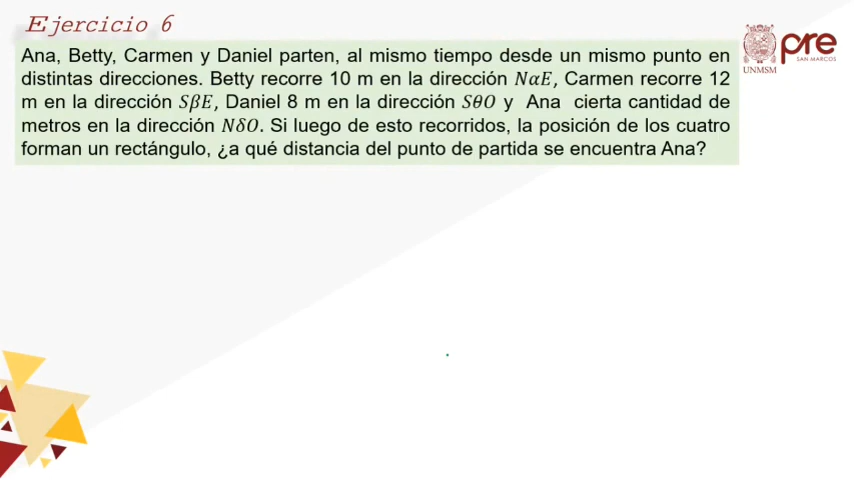 Ejercicio 6
Ana, Betty, Carmen y Daniel parten, al mismo tiempo desde un mismo punto en
distintas direcciones. Betty recorre 10 m en la dirección NαE, Carmen recorre 12
m en la dirección SβE, Daniel 8 m en la dirección SθO y Ana cierta cantidad de
metros en la dirección NδO. Si luego de esto recorridos, la posición de los cuatro
forman un rectángulo, ¿a qué distancia del punto de partida se encuentra Ana?
UNMSM
pre
SAN MARCOS